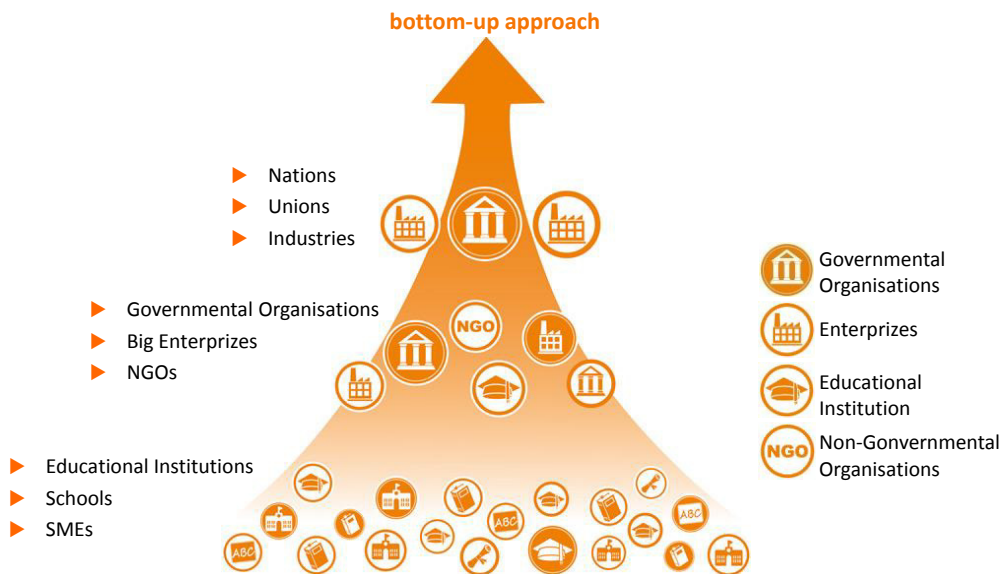 bottom-up approach
Nations
Unions
Industries
Governmental Organisations
Big Enterprizes
NGOs
Educational Institutions
Schools
SMEs
NGO
ABC
ABC
ABC
Governmental
Organisations
Enterprizes
Educational
Institution
NGO
Non-Gonvernmental
Organisations